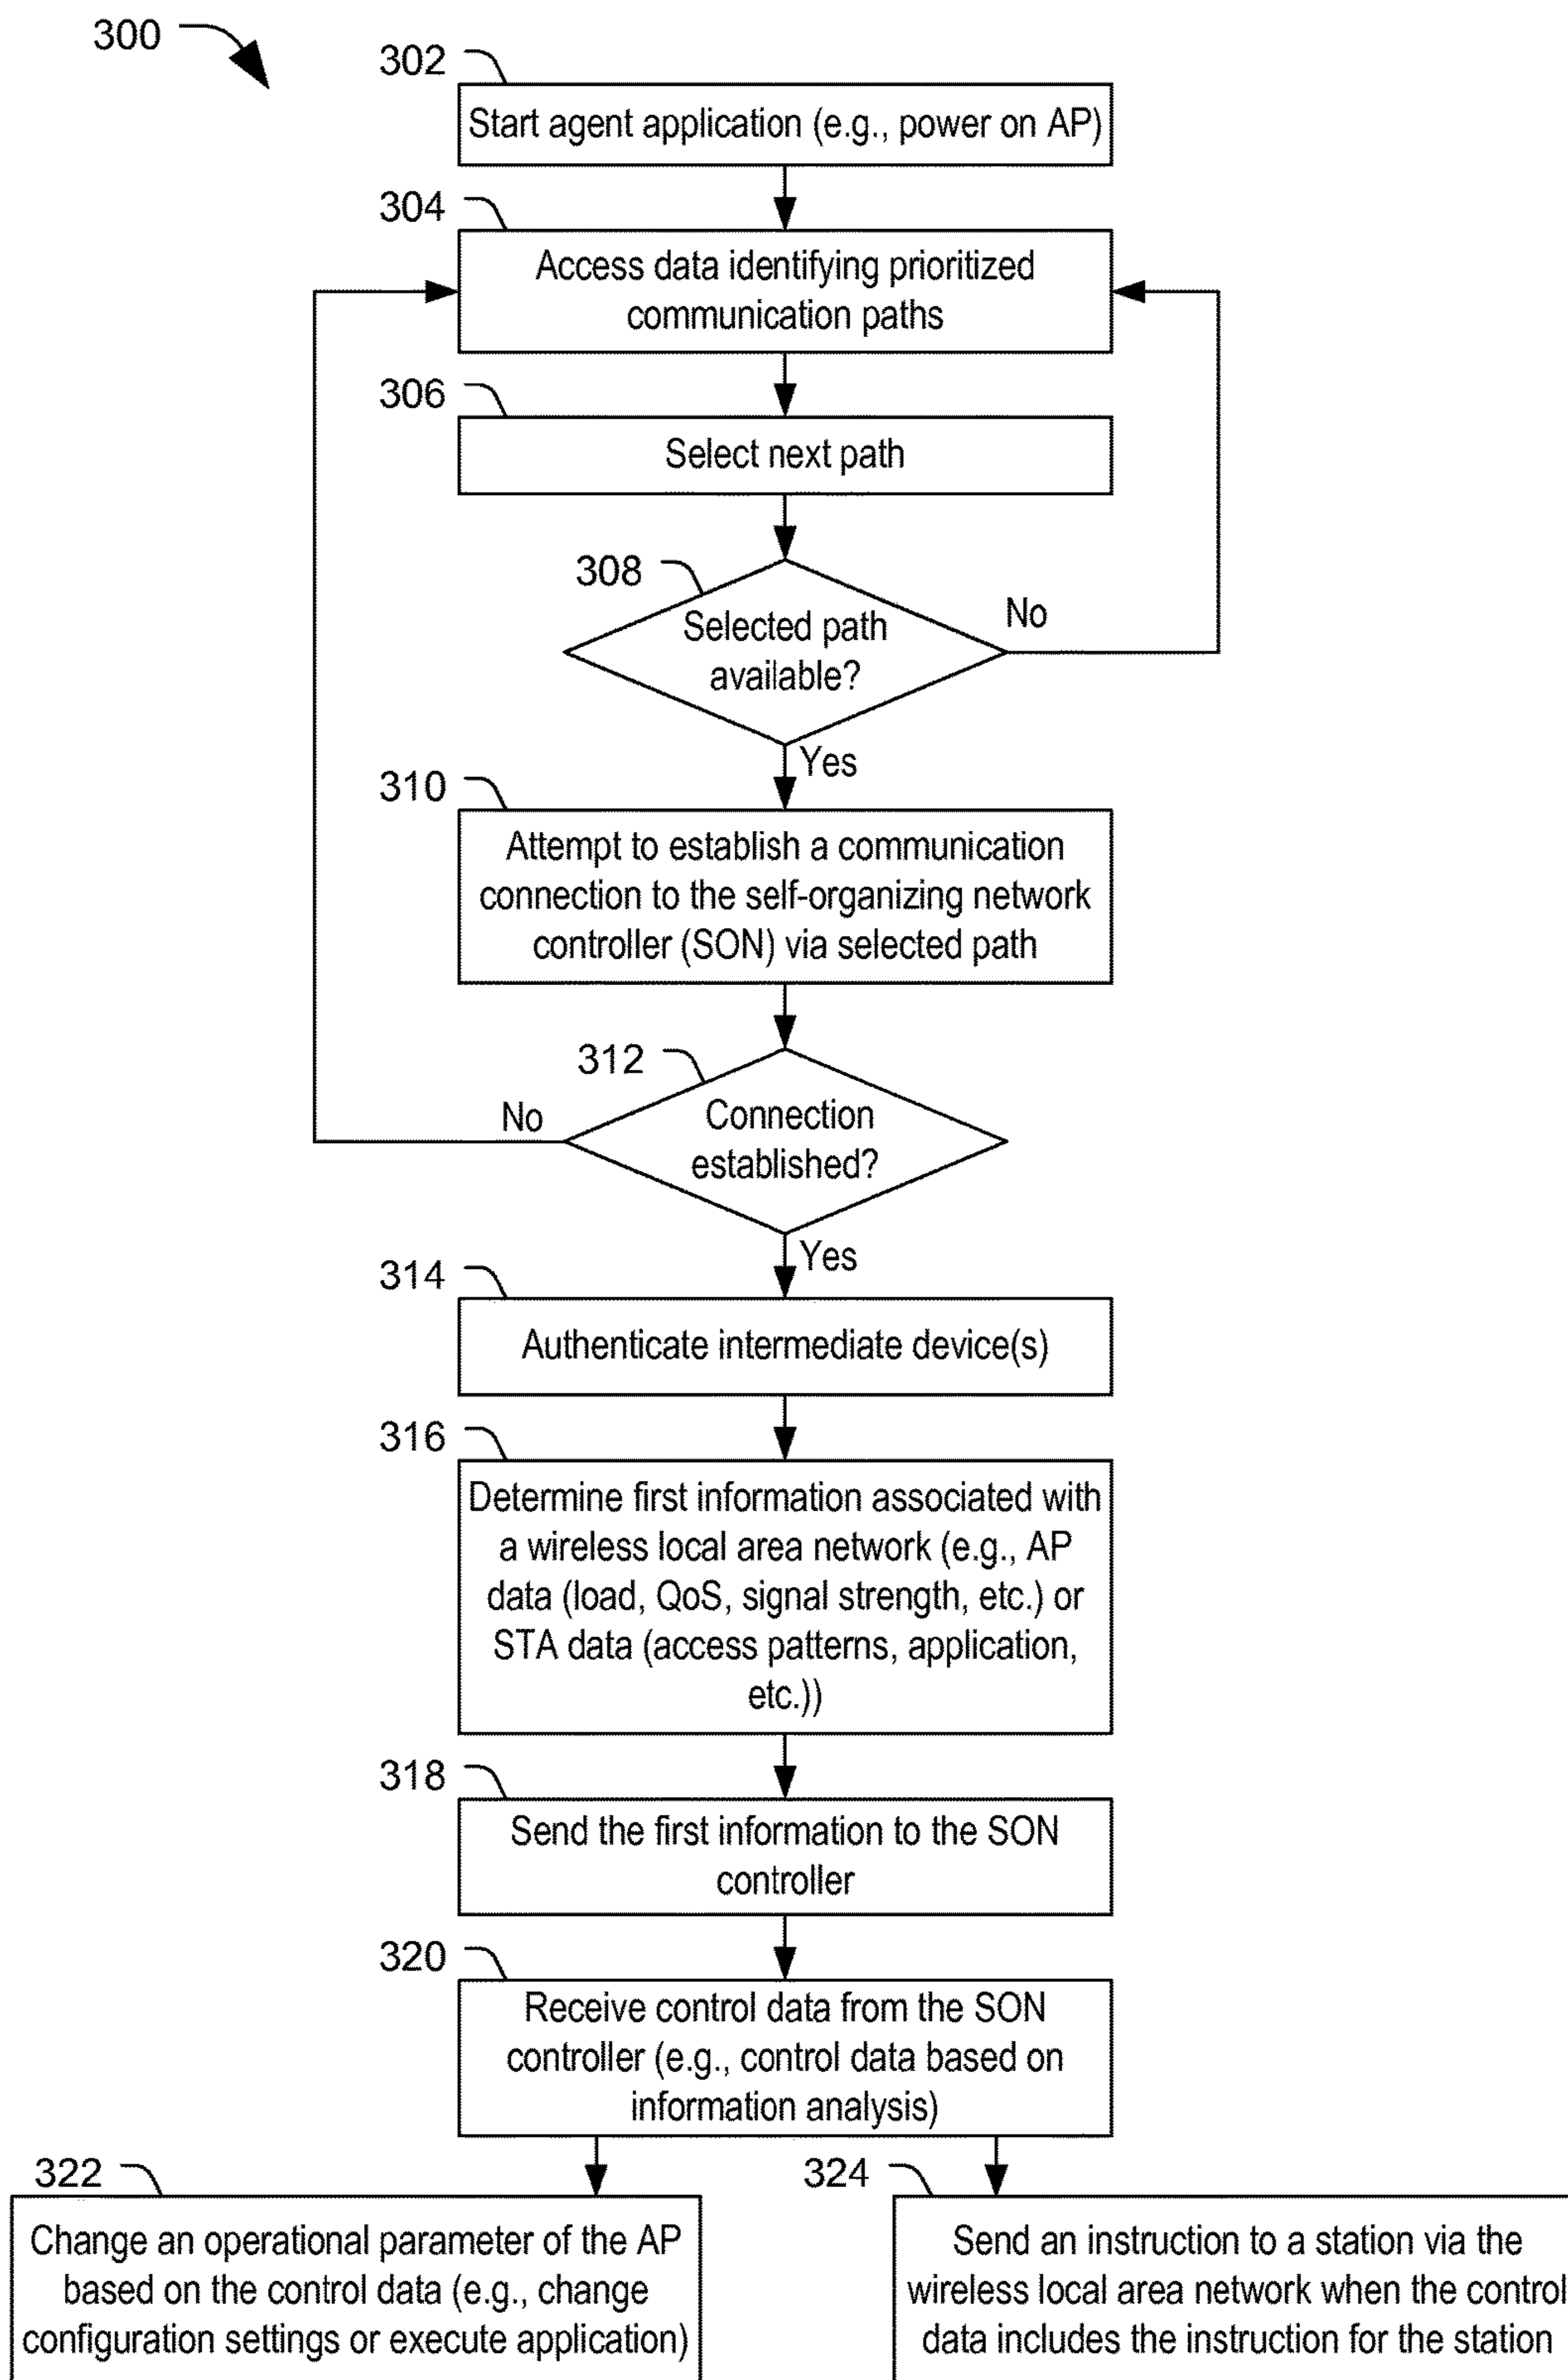 300
302
Start agent application (e.g., power on AP)
304
Access data identifying prioritized
communication paths
306
Select next path
308
Selected path
available?
No
Yes
310
Attempt to establish a communication
connection to the self-organizing network
controller (SON) via selected path
312
Connection
established?
No
Yes
314
Authenticate intermediate device(s)
316
Determine first information associated with
a wireless local area network (e.g., AP
data (load, QoS, signal strength, etc.) or
STA data (access patterns, application,
etc.))
318
Send the first information to the SON
controller
320
Receive control data from the SON
controller (e.g., control data based on
information analysis)
322
Change an operational parameter of the AP
based on the control data (e.g., change
configuration settings or execute application)
324
Send an instruction to a station via the
wireless local area network when the control
data includes the instruction for the station